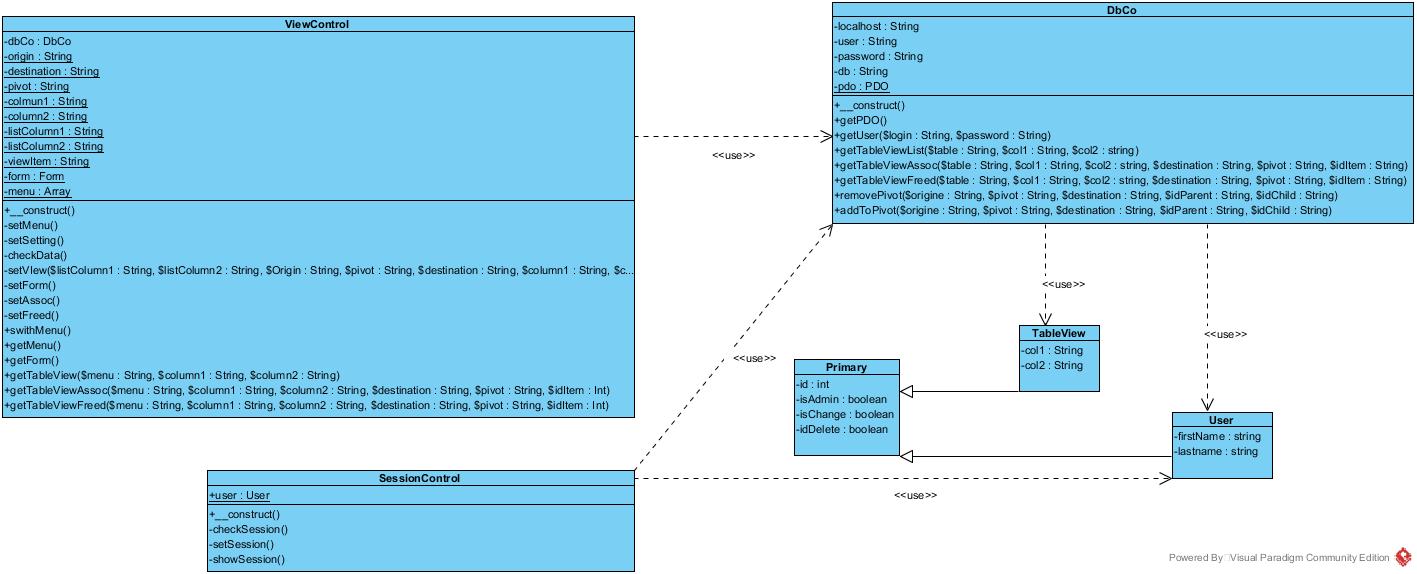 ViewControl
-dbCo : DbCo
-origin : String
-destination : String
-pivot : String
-colmun1 : String
-column2 : String
-listColumn1 : String
-listColumn2 : String
-viewItem : String
-form : Form
-menu : Array
+__construct()
-setMenu()
-setSetting()
-checkData()
-setVIew($listColumn1 : String, $listColumn2 : String, $Origin : String, $pivot : String, $destination : String, $column1 : String, $c...
-setForm()
-setAssoc()
-setFreed()
+swithMenu()
+getMenu()
+getForm()
+getTableView($menu : String, $column1 : String, $column2 : String)
+getTableViewAssoc($menu : String, $column1 : String, $column2 : String, $destination : String, $pivot : String, $idItem : Int)
+getTableViewFreed($menu : String, $column1 : String, $column2 : String, $destination : String, $pivot : String, $idItem : Int)
<<use>>
DbCo
-localhost : String
-user : String
-password : String
-db : String
-pdo : PDO
+__construct()
+getPDO()
+getUser($login : String, $password : String)
+getTableViewList($table : String, $col1 : String, $col2 : string)
+getTableViewAssoc($table : String, $col1 : String, $col2 : string, $destination : String, $pivot : String, $idItem : String)
+getTableViewFreed($table : String, $col1 : String, $col2 : string, $destination : String, $pivot : String, $idItem : String)
+removePivot($origine : String, $pivot : String, $destination : String, $idParent : String, $idChild : String)
+addToPivot($origine : String, $pivot : String, $destination : String, $idParent : String, $idChild : String)
<<use>>
<<use>>
<<use>>
TableView
-col1 : String
-col2 : String
Primary
-id : int
-isAdmin : boolean
-isChange : boolean
-idDelete : boolean
User
-firstName : string
-lastname : string
SessionControl
+user : User
+__construct()
-checkSession()
-setSession()
-showSession()
<<use>>
Powered By Visual Paradigm Community Edition